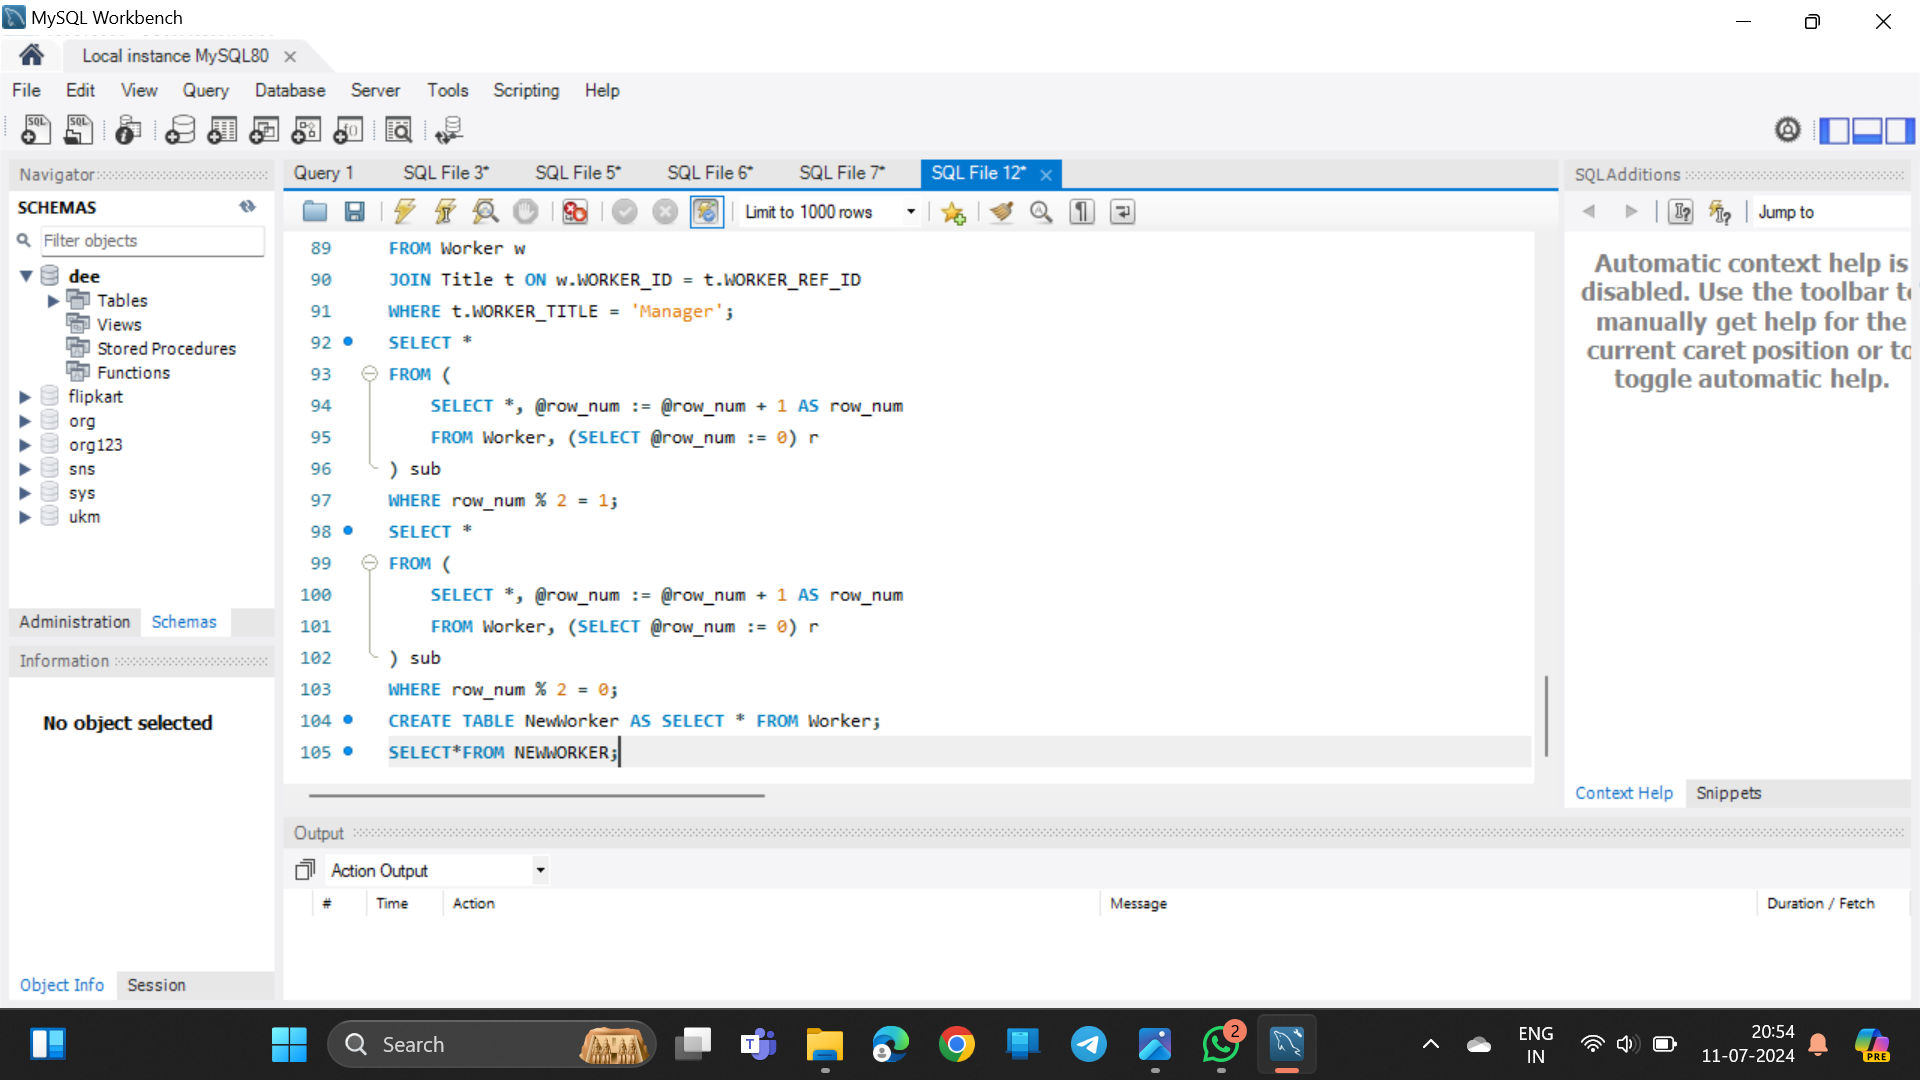 MySQL Workbench
Local instance MySQL80
File Edit View Query Database Server Tools Scripting Help
Navigator
SCHEMAS
Filter objects
dee
Tables
Views
Stored Procedures
Functions
flipkart
org
org123
sns
sys
ukm
Administration Schemas
Information
No object selected
Object Info Session
Query 1 SQL File 3* SQL File 5* SQL File 6* SQL File 7* SQL File 12*
Limit to 1000 rows
89 FROM Worker w
90 JOIN Title t ON w.WORKER_ID = t.WORKER_REF_ID
91 WHERE t.WORKER_TITLE = 'Manager';
92 SELECT *
93 FROM (
94 SELECT *, @row_num := @row_num + 1 AS row_num
95 FROM Worker, (SELECT @row_num := 0) r
96 ) sub
97 WHERE row_num % 2 = 1;
98 SELECT *
99 FROM (
100 SELECT *, @row_num := @row_num + 1 AS row_num
101 FROM Worker, (SELECT @row_num := 0) r
102 ) sub
103 WHERE row_num % 2 = 0;
104 CREATE TABLE NewWorker AS SELECT * FROM Worker;
105 SELECT*FROM NEWWORKER;
SQLAdditions
Jump to
Automatic context help is
disabled. Use the toolbar to
manually get help for the
current caret position or to
toggle automatic help.
Context Help Snippets
Output
Action Output
# Time Action Message Duration / Fetch
Search
2
ENG
IN
20:54
11-07-2024
PRE